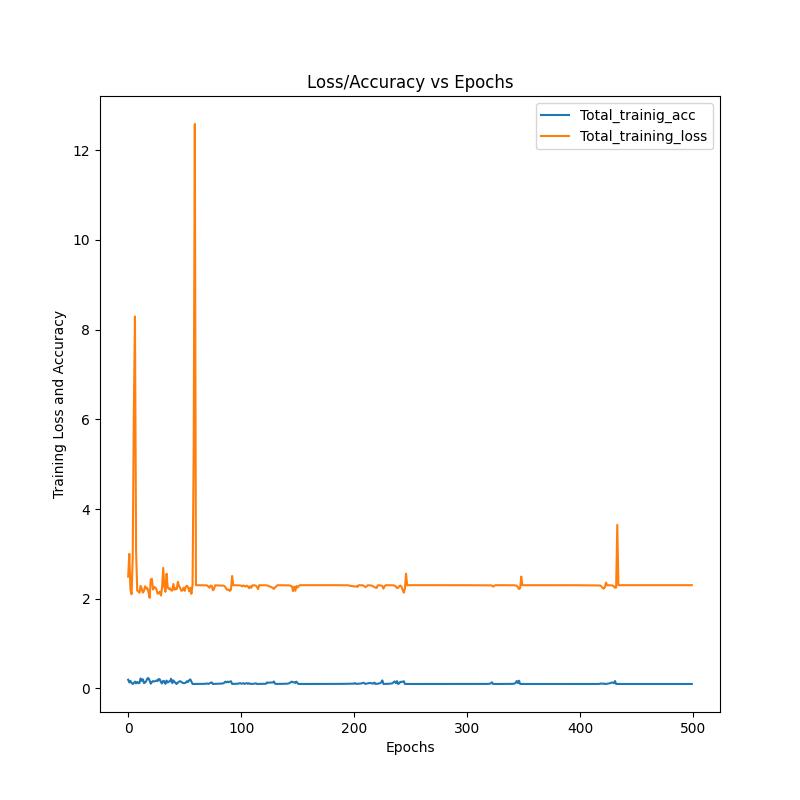 Loss/Accuracy vs Epochs
Total_trainig_acc
Total_training_loss
12
10
8
6
4
2
0
Training Loss and Accuracy
0 100 200 300 400 500
Epochs